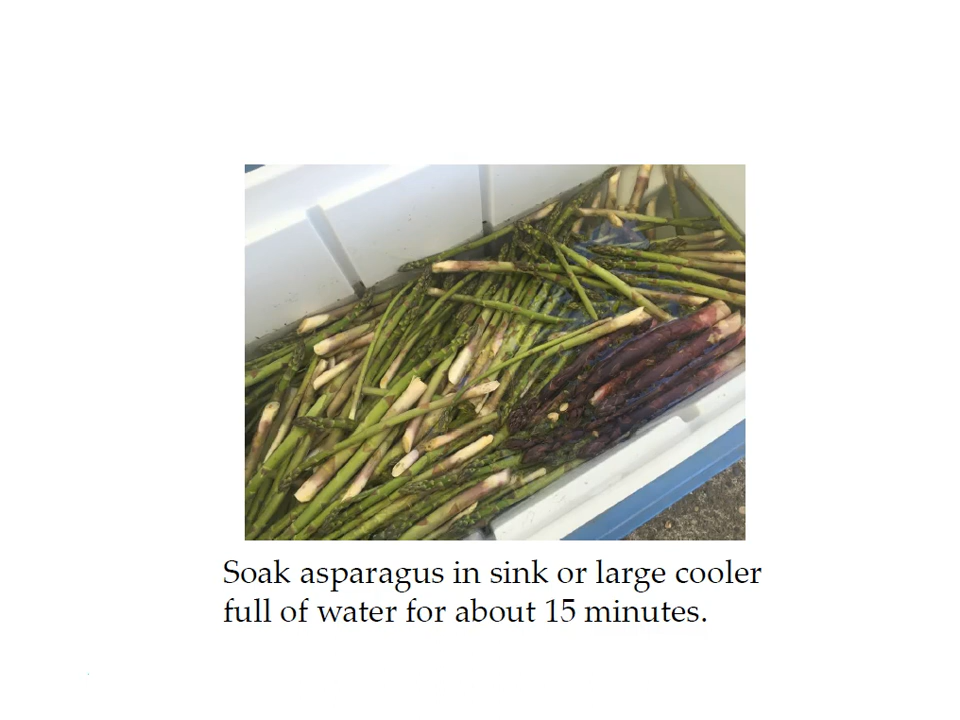 Soak asparagus in sink or large cooler
full of water for about 15 minutes.